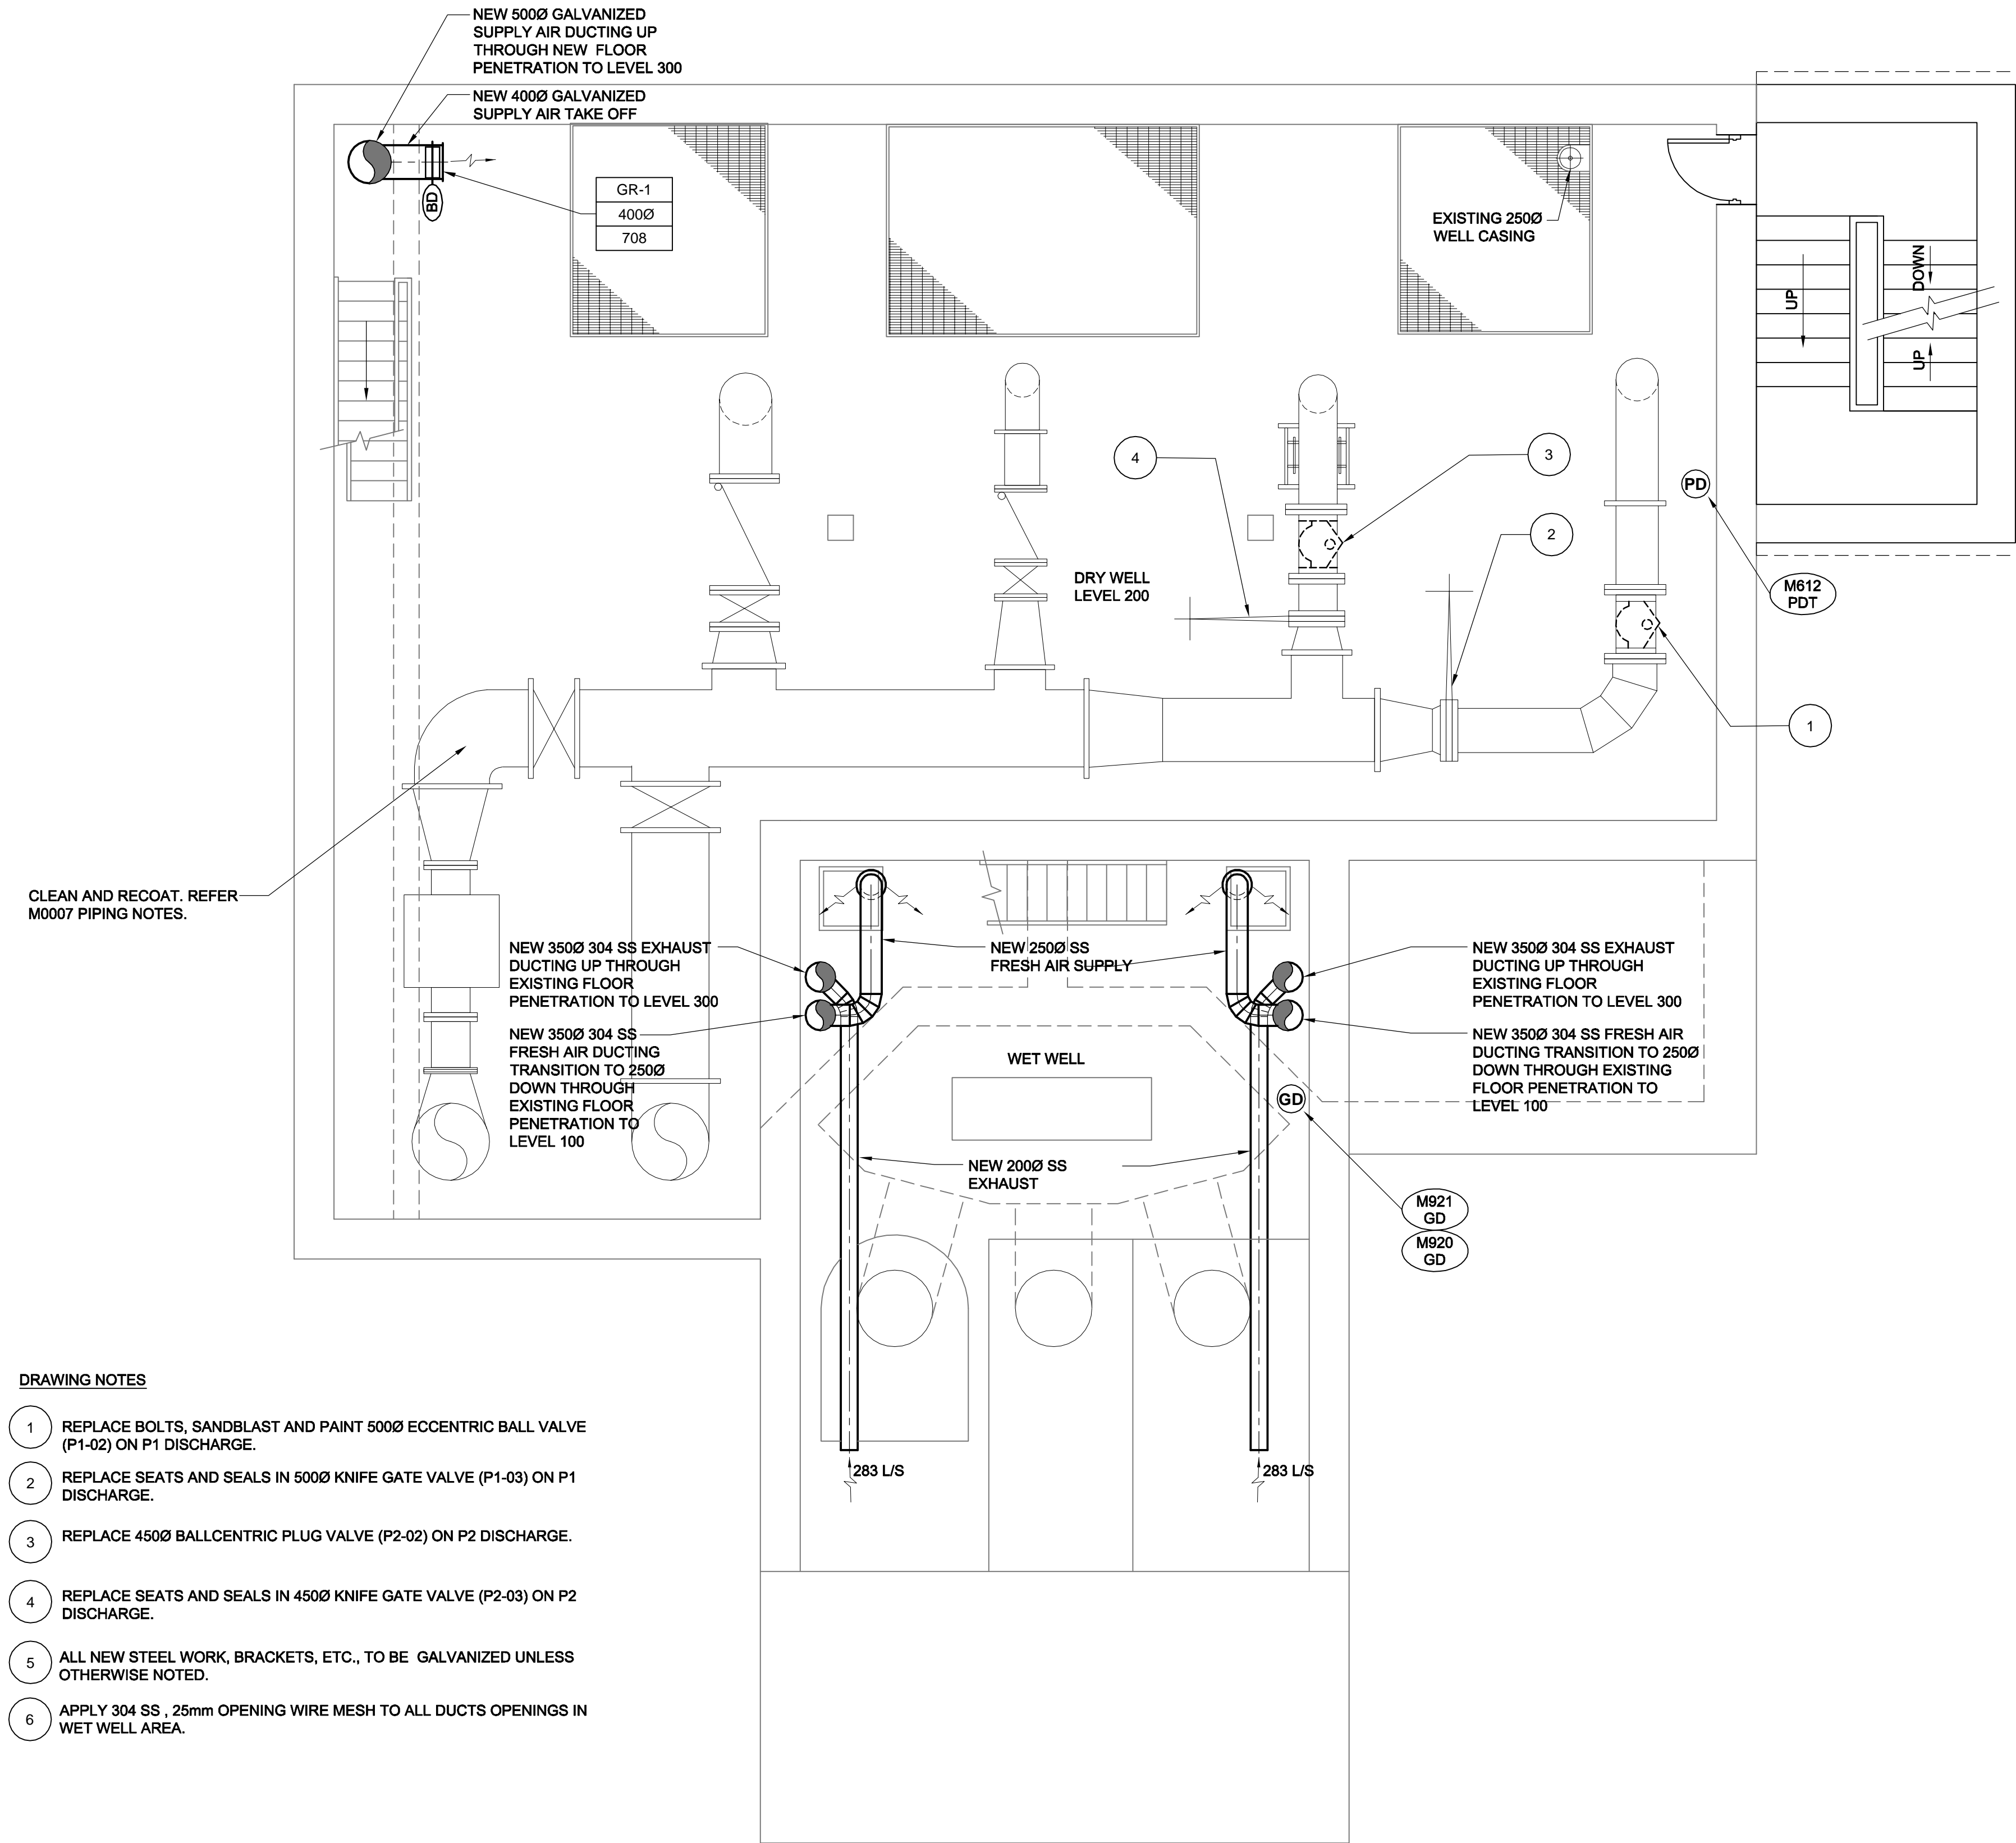 NEW 500Ø GALVANIZED
SUPPLY AIR DUCTING UP
THROUGH NEW FLOOR
PENETRATION TO LEVEL 300
NEW 400Ø GALVANIZED
SUPPLY AIR TAKE OFF
BD
GR-1
400Ø
708
EXISTING 250Ø
WELL CASING
UP
DOWN
UP
4
3
2
PD
M612
PDT
DRY WELL
LEVEL 200
1
CLEAN AND RECOAT. REFER
M0007 PIPING NOTES.
NEW 350Ø 304 SS EXHAUST
DUCTING UP THROUGH
EXISTING FLOOR
PENETRATION TO LEVEL 300
NEW 350Ø 304 SS
FRESH AIR DUCTING
TRANSITION TO 250Ø
DOWN THROUGH
EXISTING FLOOR
PENETRATION TO
LEVEL 100
NEW 250Ø SS
FRESH AIR SUPPLY
NEW 350Ø 304 SS EXHAUST
DUCTING UP THROUGH
EXISTING FLOOR
PENETRATION TO LEVEL 300
NEW 350Ø 304 SS FRESH AIR
DUCTING TRANSITION TO 250Ø
DOWN THROUGH EXISTING
FLOOR PENETRATION TO
LEVEL 100
WET WELL
GD
NEW 200Ø SS
EXHAUST
M921
GD
M920
GD
283 L/S
283 L/S
DRAWING NOTES
1 REPLACE BOLTS, SANDBLAST AND PAINT 500Ø ECCENTRIC BALL VALVE
(P1-02) ON P1 DISCHARGE.
2 REPLACE SEATS AND SEALS IN 500Ø KNIFE GATE VALVE (P1-03) ON P1
DISCHARGE.
3 REPLACE 450Ø BALLCENTRIC PLUG VALVE (P2-02) ON P2 DISCHARGE.
4 REPLACE SEATS AND SEALS IN 450Ø KNIFE GATE VALVE (P2-03) ON P2
DISCHARGE.
5 ALL NEW STEEL WORK, BRACKETS, ETC., TO BE GALVANIZED UNLESS
OTHERWISE NOTED.
6 APPLY 304 SS , 25mm OPENING WIRE MESH TO ALL DUCTS OPENINGS IN
WET WELL AREA.